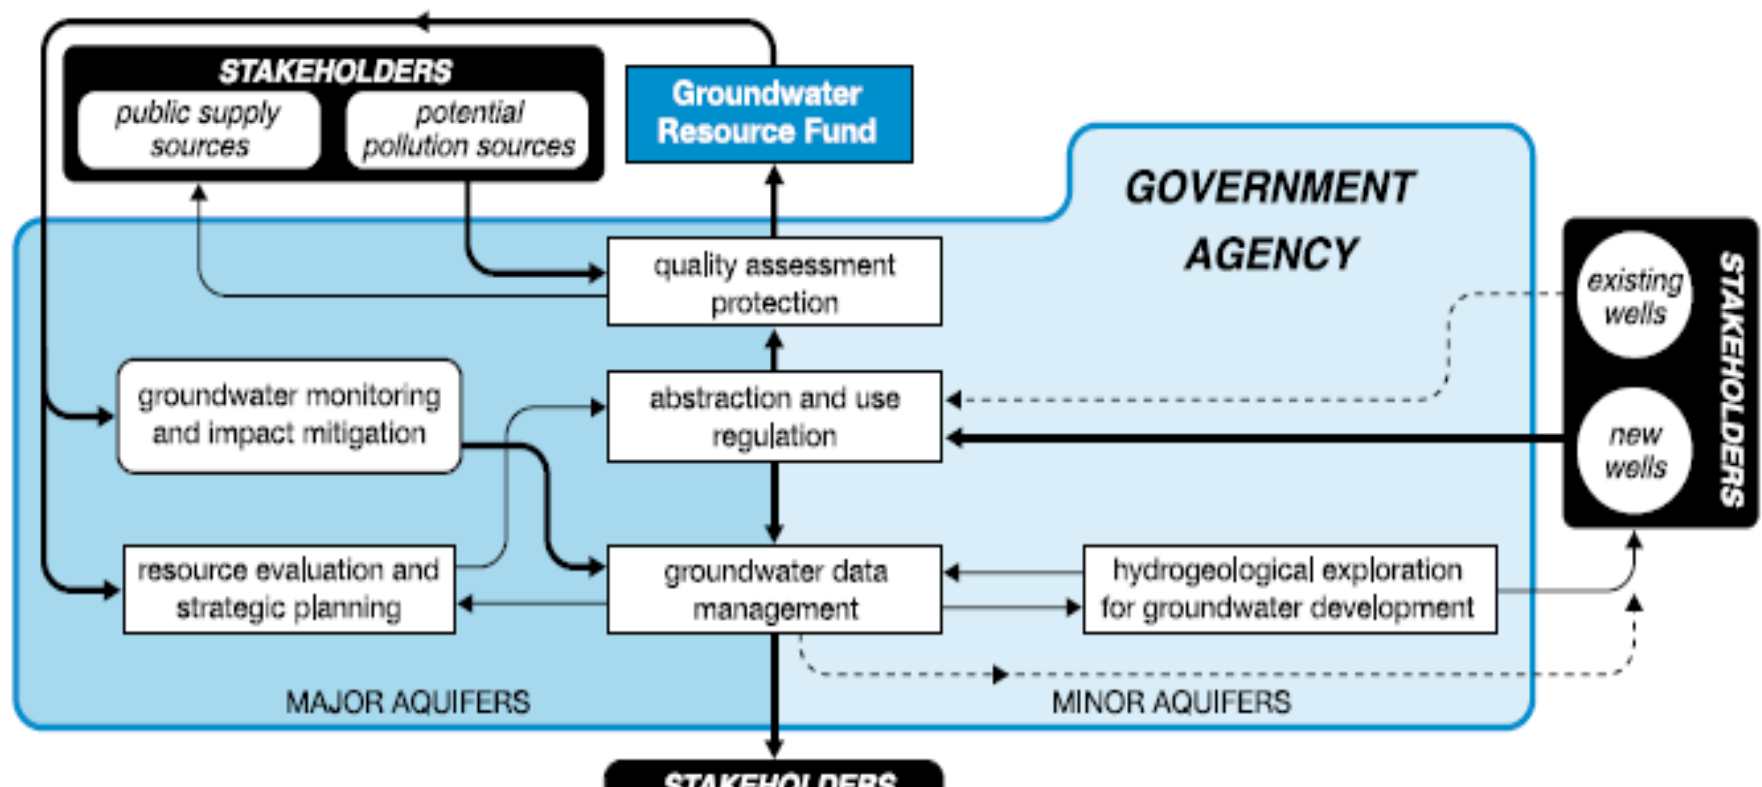 STAKEHOLDERS
public supply
sources
potential
pollution sources
Groundwater
Resource Fund
GOVERNMENT
AGENCY
quality assessment
protection
existing
wells
new
wells
STAKEHOLDERS
groundwater monitoring
and impact mitigation
abstraction and use
regulation
resource evaluation and
strategic planning
groundwater data
management
hydrogeological exploration
for groundwater development
MAJOR AQUIFERS
MINOR AQUIFERS
STAKEHOLDERS